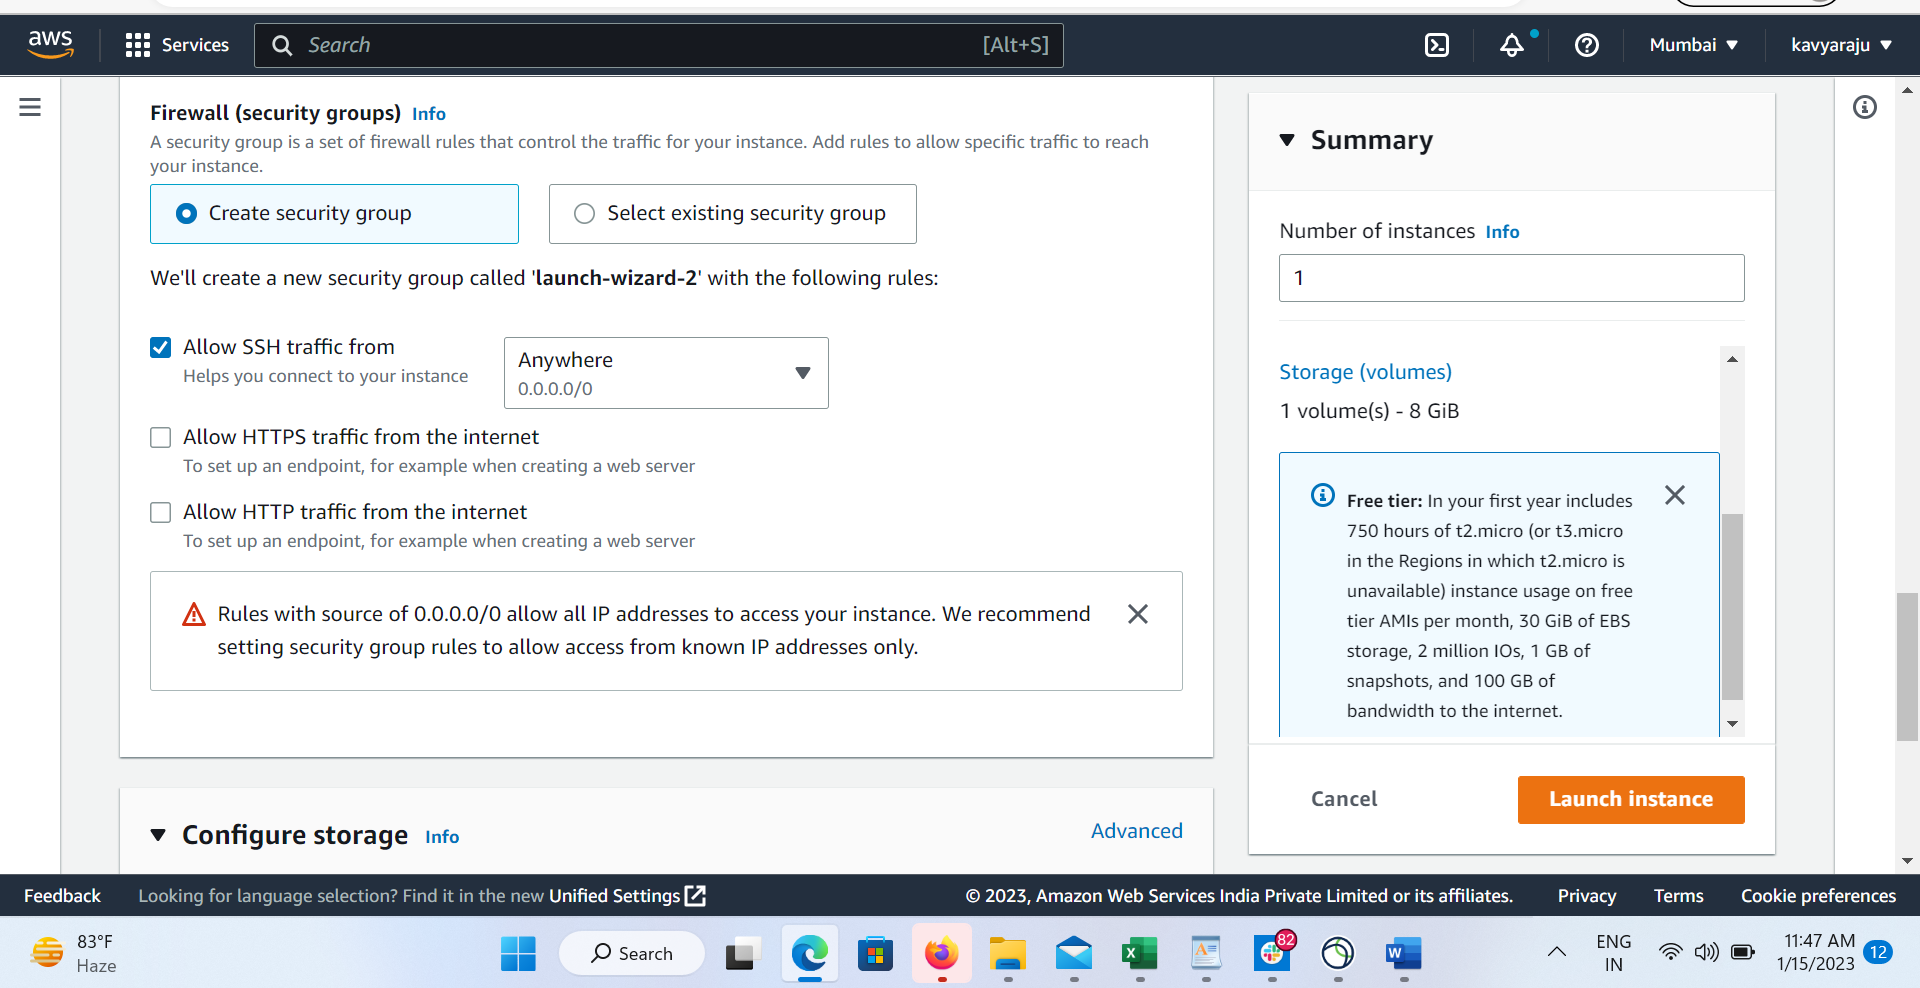 aws
Services
Search
[Alt+S]
Mumbai
kavyaraju
Firewall (security groups) Info
A security group is a set of firewall rules that control the traffic for your instance. Add rules to allow specific traffic to reach
your instance.
Create security group
Select existing security group
We'll create a new security group called 'launch-wizard-2' with the following rules:
Allow SSH traffic from
Helps you connect to your instance
Anywhere
0.0.0.0/0
Allow HTTPS traffic from the internet
To set up an endpoint, for example when creating a web server
Allow HTTP traffic from the internet
To set up an endpoint, for example when creating a web server
Rules with source of 0.0.0.0/0 allow all IP addresses to access your instance. We recommend
setting security group rules to allow access from known IP addresses only.
Configure storage Info
Advanced
Summary
Number of instances Info
1
Storage (volumes)
1 volume(s) - 8 GiB
Free tier: In your first year includes
750 hours of t2.micro (or t3.micro
in the Regions in which t2.micro is
unavailable) instance usage on free
tier AMIs per month, 30 GiB of EBS
storage, 2 million IOs, 1 GB of
snapshots, and 100 GB of
bandwidth to the internet.
Cancel
Launch instance
Feedback
Looking for language selection? Find it in the new Unified Settings
© 2023, Amazon Web Services India Private Limited or its affiliates.
Privacy
Terms
Cookie preferences
83°F
Haze
Search
X
82
W
ENG
IN
11:47 AM
1/15/2023
12